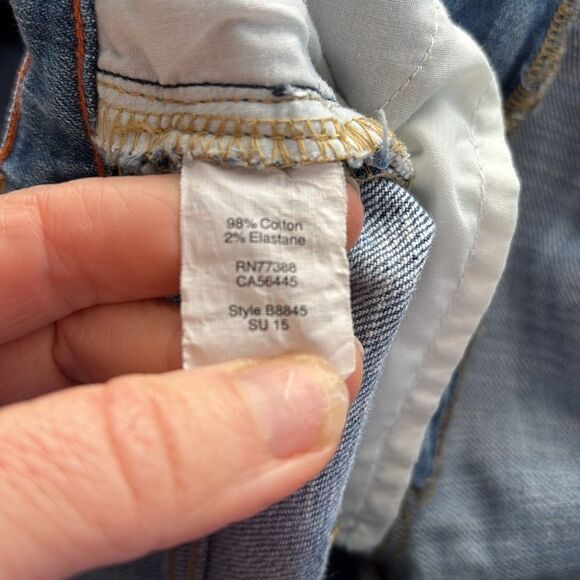 98% Cotton
2% Elastane
RN77388
CA56445
Style B8845
SU 15